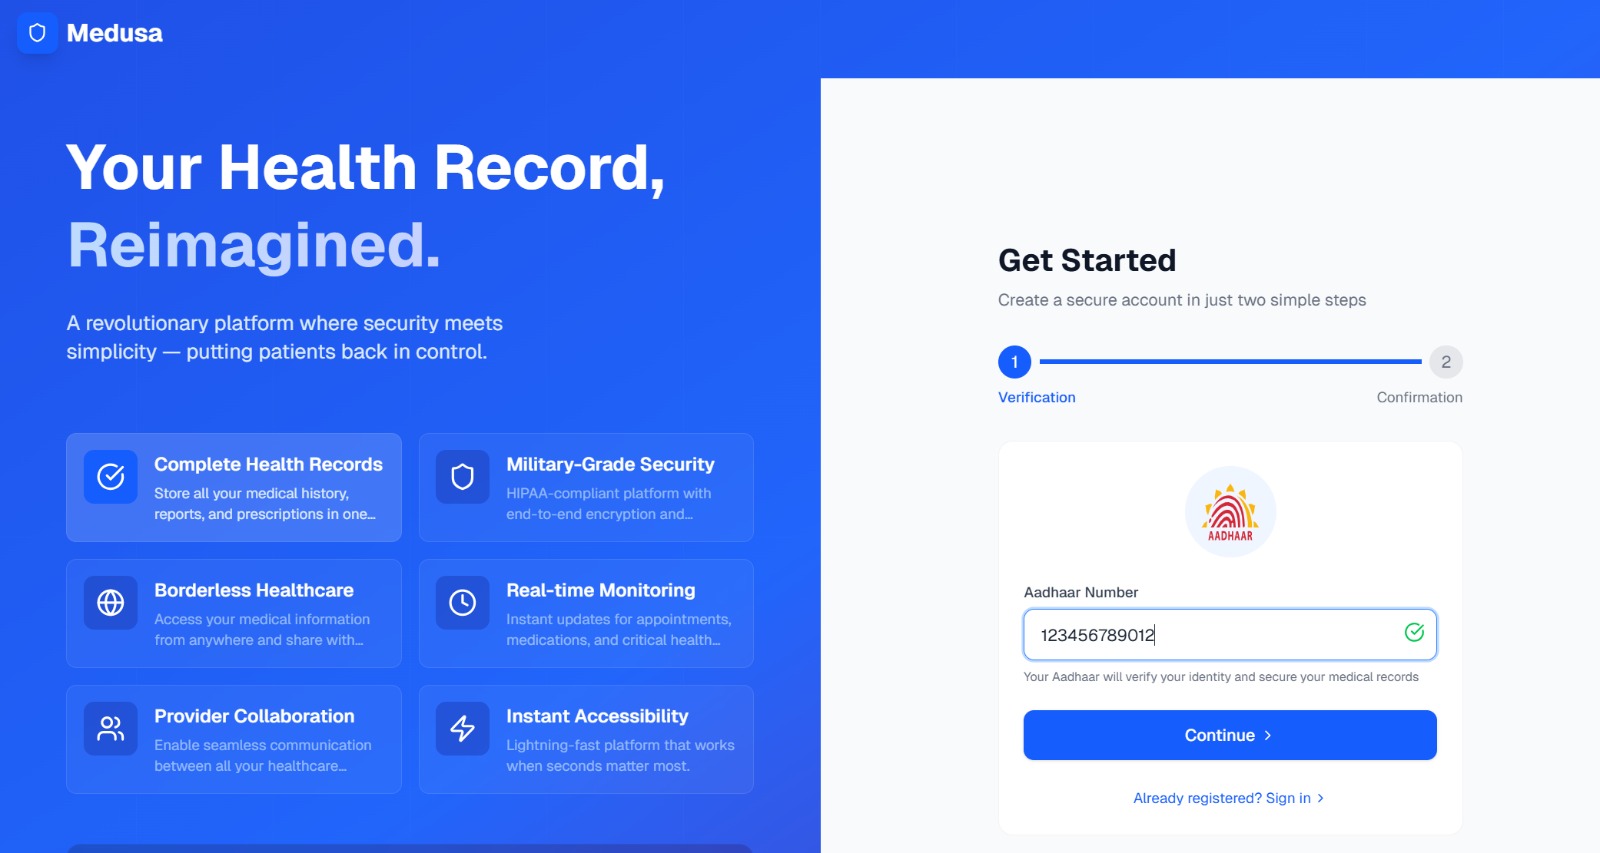 Medusa
Your Health Record,
Reimagined.
A revolutionary platform where security meets
simplicity — putting patients back in control.
Complete Health Records
Store all your medical history,
reports, and prescriptions in one...
Military-Grade Security
HIPAA-compliant platform with
end-to-end encryption and...
Borderless Healthcare
Access your medical information
from anywhere and share with...
Real-time Monitoring
Instant updates for appointments,
medications, and critical health...
Provider Collaboration
Enable seamless communication
between all your healthcare...
Instant Accessibility
Lightning-fast platform that works
when seconds matter most.
Get Started
Create a secure account in just two simple steps
1
2
Verification
Confirmation
AADHAAR
Aadhaar Number
123456789012
Your Aadhaar will verify your identity and secure your medical records
Continue
Already registered? Sign in